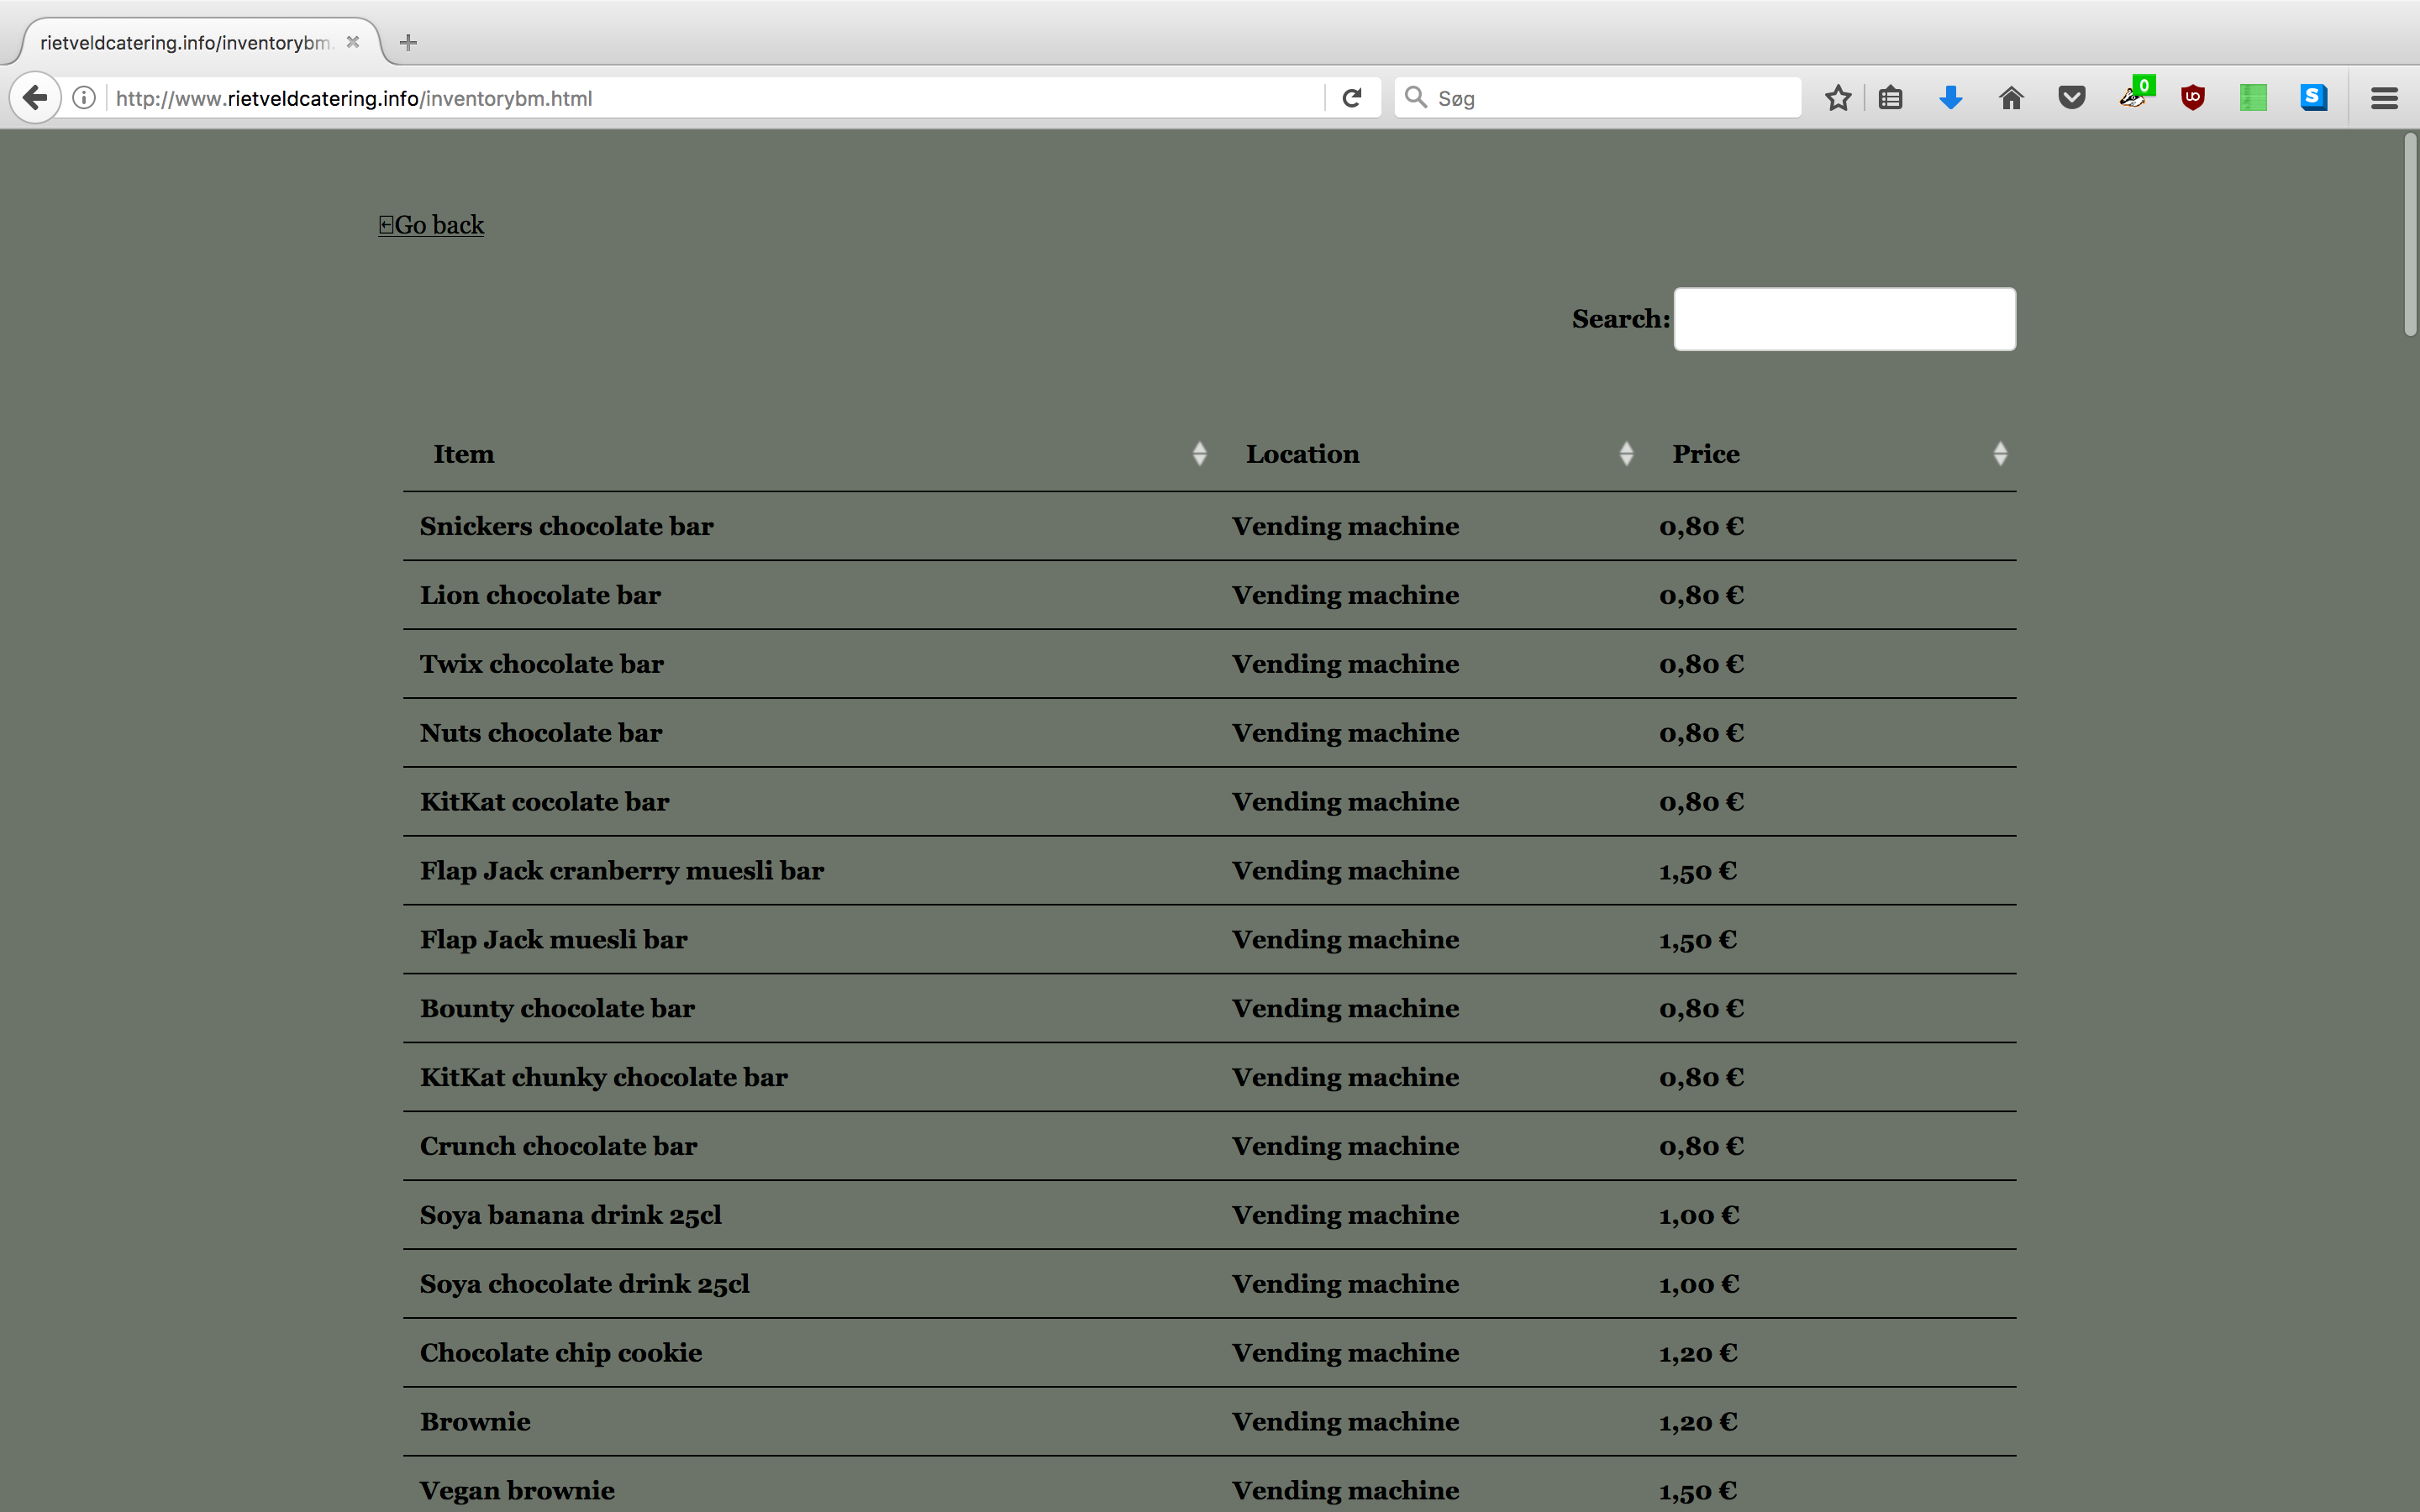 rietveldcatering.info/inventorybm.
http://www.rietveldcatering.info/inventorybm.html
Søg
0
S
Go back
Search:
Item Location Price
Snickers chocolate bar Vending machine 0,80 €
Lion chocolate bar Vending machine 0,80 €
Twix chocolate bar Vending machine 0,80 €
Nuts chocolate bar Vending machine 0,80 €
KitKat cocolate bar Vending machine 0,80 €
Flap Jack cranberry muesli bar Vending machine 1,50 €
Flap Jack muesli bar Vending machine 1,50 €
Bounty chocolate bar Vending machine 0,80 €
KitKat chunky chocolate bar Vending machine 0,80 €
Crunch chocolate bar Vending machine 0,80 €
Soya banana drink 25cl Vending machine 1,00 €
Soya chocolate drink 25cl Vending machine 1,00 €
Chocolate chip cookie Vending machine 1,20 €
Brownie Vending machine 1,20 €
Vegan brownie Vending machine 1,50 €